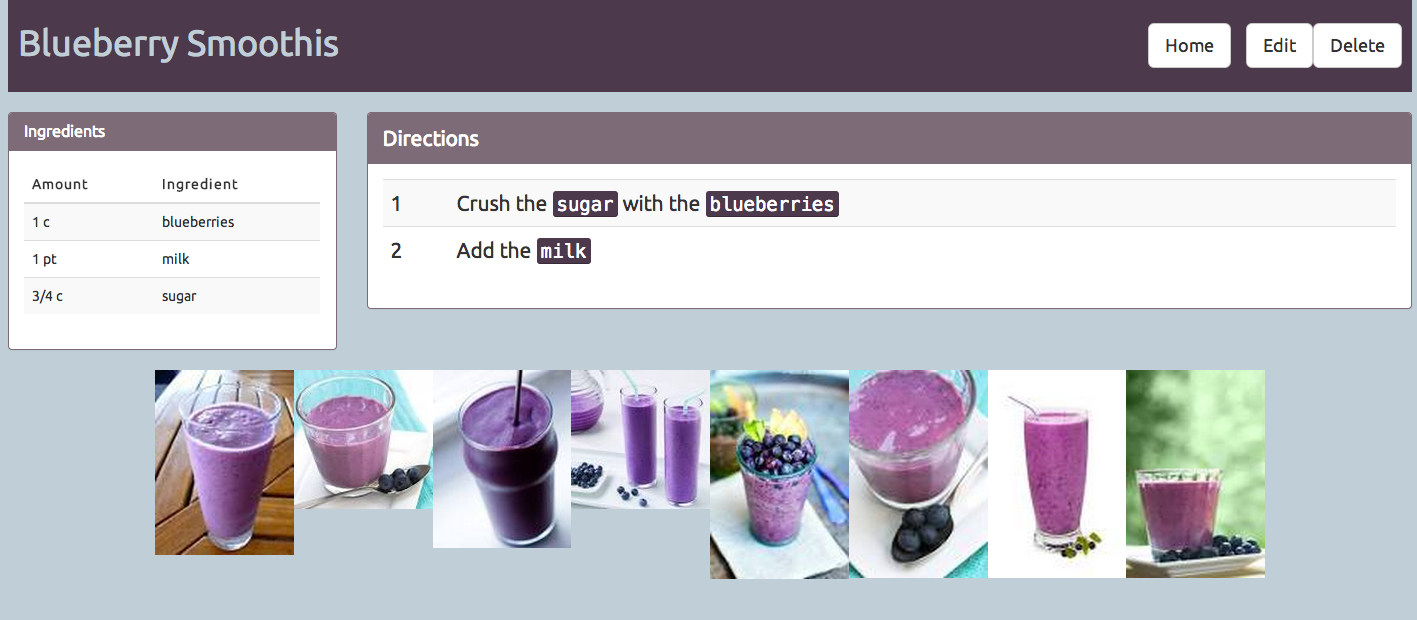 Blueberry Smoothis
Home Edit Delete
Ingredients
Amount Ingredient
1 c blueberries
1 pt milk
3/4 c sugar
Directions
1 Crush the sugar with the blueberries
2 Add the milk